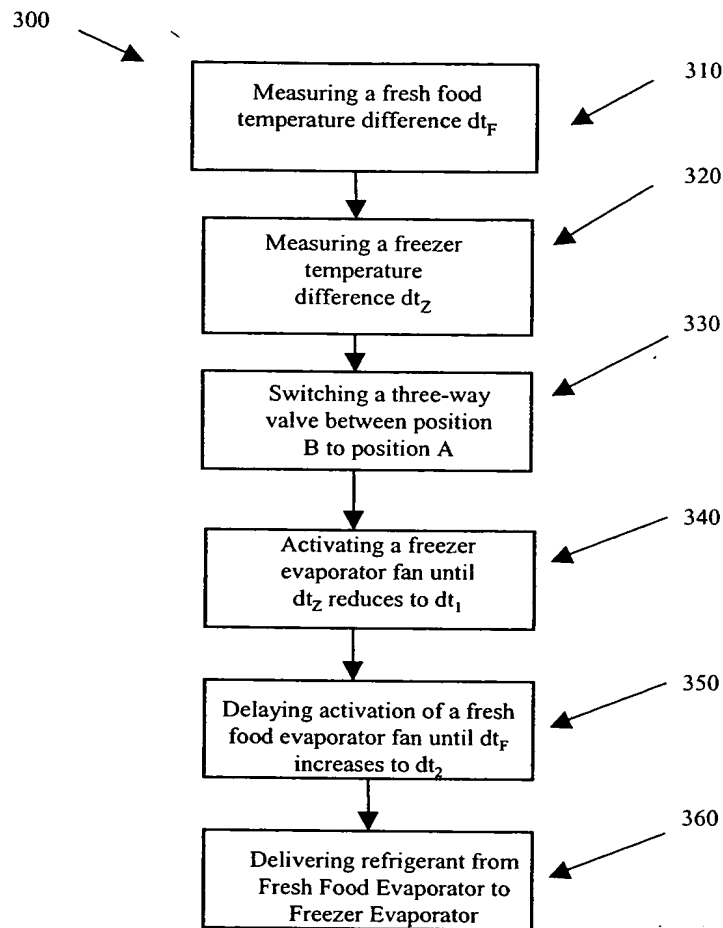 300
310
Measuring a fresh food
temperature difference dt_F
320
Measuring a freezer
temperature
difference dt_Z
330
Switching a three-way
valve between position
B to position A
340
Activating a freezer
evaporator fan until
dt_Z reduces to dt_1
350
Delaying activation of a fresh
food evaporator fan until dt_F
increases to dt_2
360
Delivering refrigerant from
Fresh Food Evaporator to
Freezer Evaporator